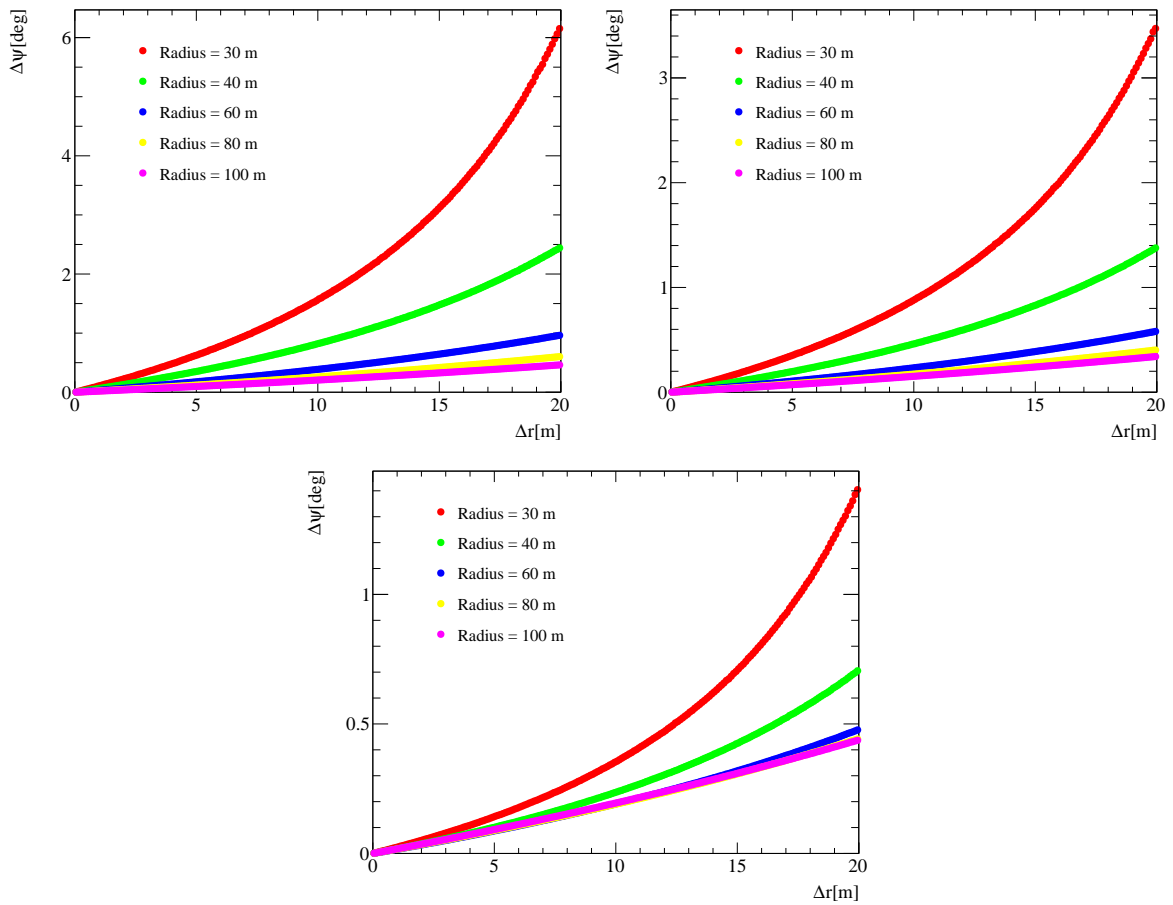 Δψ[deg]
6
4
2
0
Radius = 30 m
Radius = 40 m
Radius = 60 m
Radius = 80 m
Radius = 100 m
0 5 10 15 20
Δr[m]
Δψ[deg]
3
2
1
0
Radius = 30 m
Radius = 40 m
Radius = 60 m
Radius = 80 m
Radius = 100 m
0 5 10 15 20
Δr[m]
Δψ[deg]
1
0.5
0
Radius = 30 m
Radius = 40 m
Radius = 60 m
Radius = 80 m
Radius = 100 m
0 5 10 15 20
Δr[m]